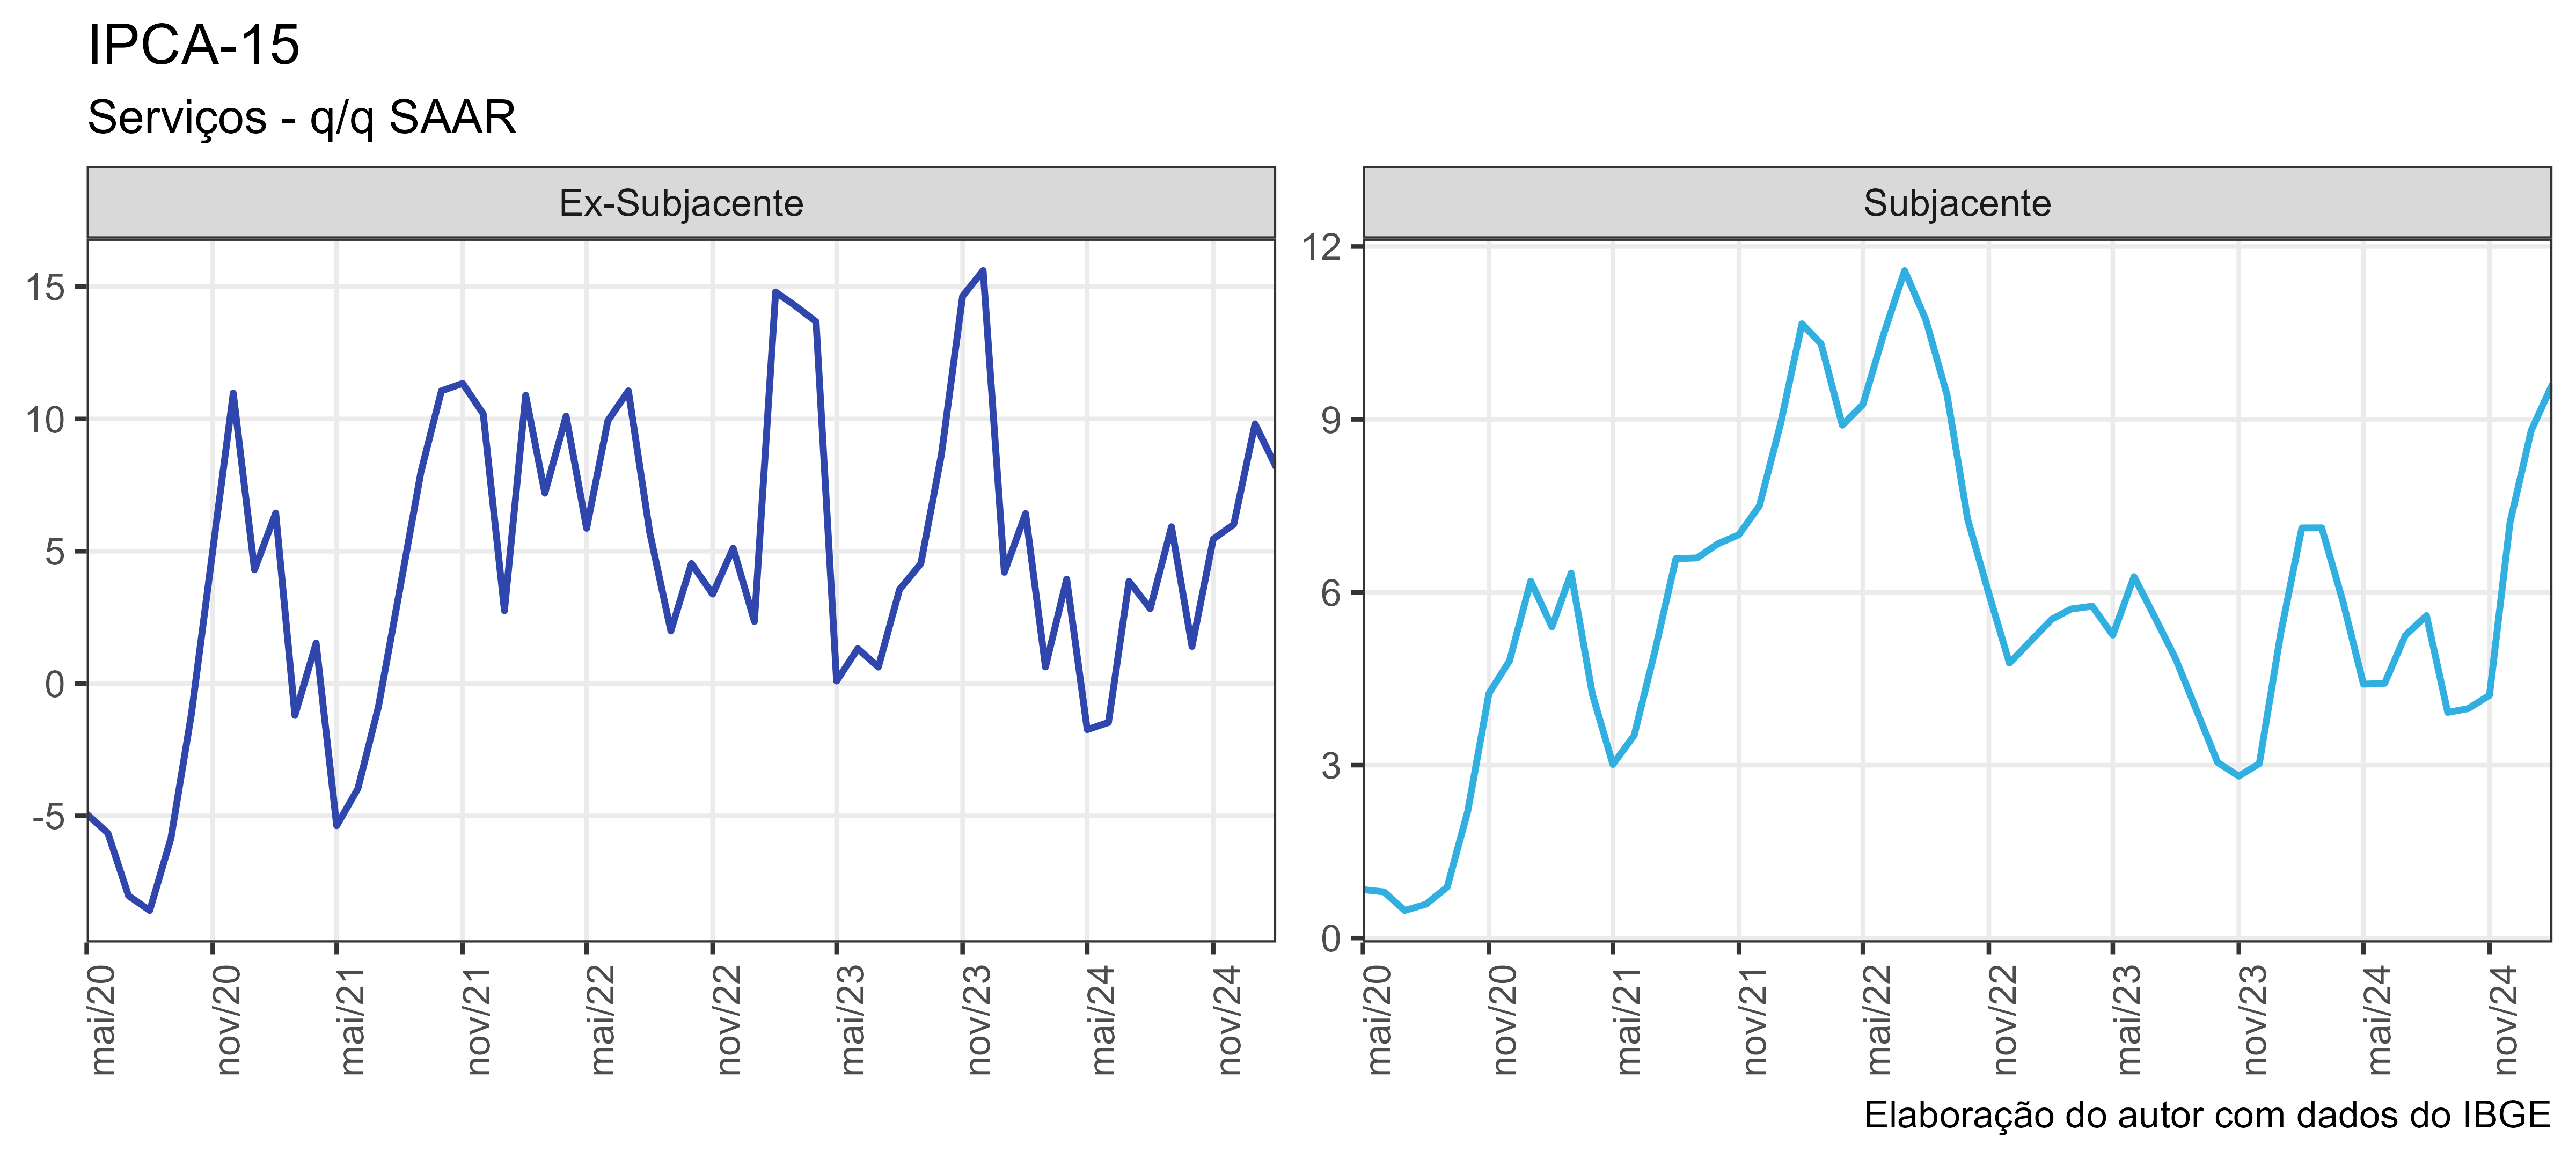 IPCA-15
Serviços - q/q SAAR
Ex-Subjacente
15
10
5
0
-5
mai/20
nov/20
mai/21
nov/21
mai/22
nov/22
mai/23
nov/23
mai/24
nov/24
Subjacente
12
9
6
3
0
mai/20
nov/20
mai/21
nov/21
mai/22
nov/22
mai/23
nov/23
mai/24
nov/24
Elaboração do autor com dados do IBGE